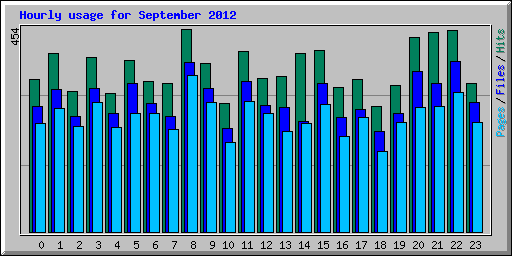 Hourly usage for September 2012
454
Pages / Files / Hits
0 1 2 3 4 5 6 7 8 9 10 11 12 13 14 15 16 17 18 19 20 21 22 23